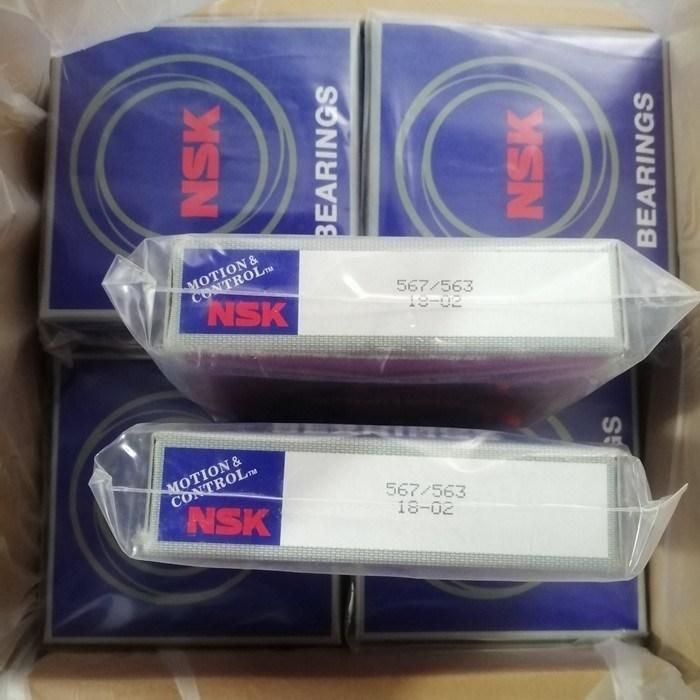 NSK
BEARINGS
NSK
BEARINGS
MOTION &
CONTROL™
NSK
567/563
18-02
MOTION &
CONTROL™
NSK
567/563
18-02